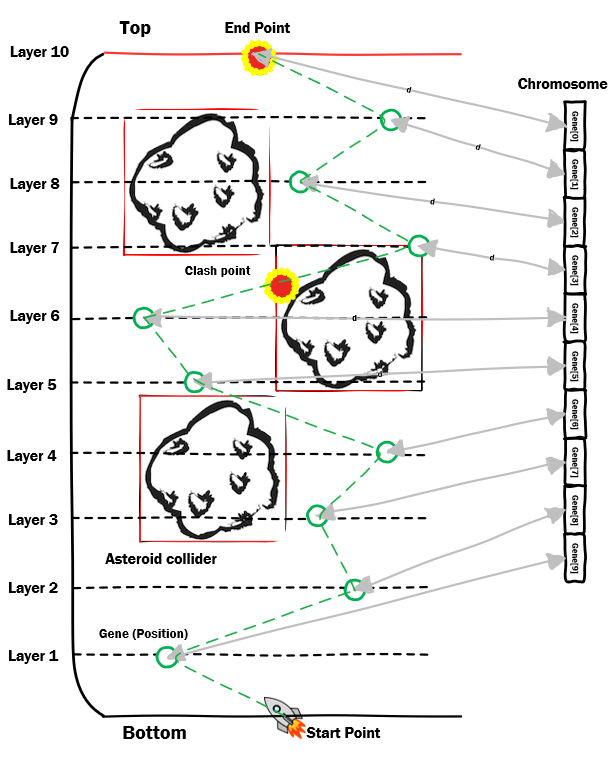 Top
End Point
Layer 10
Chromosome
d
Gene[0]
Layer 9
d
Gene[1]
Layer 8
d
Gene[2]
Layer 7
d
Gene[3]
Clash point
Layer 6
d
Gene[4]
Layer 5
d
Gene[5]
Gene[6]
Layer 4
Gene[7]
Layer 3
Gene[8]
Asteroid collider
Gene[9]
Layer 2
Gene (Position)
Layer 1
Bottom
Start Point